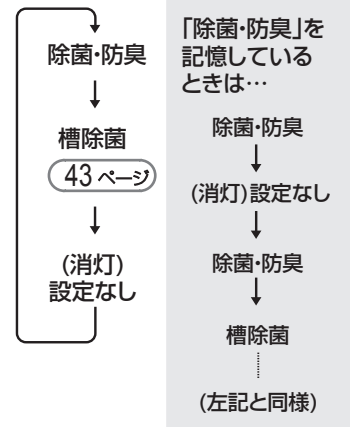 除菌・防臭
槽除菌
43 ページ
(消灯)
設定なし
「除菌・防臭」を
記憶している
ときは…
除菌・防臭
(消灯)設定なし
除菌・防臭
槽除菌
(左記と同様)